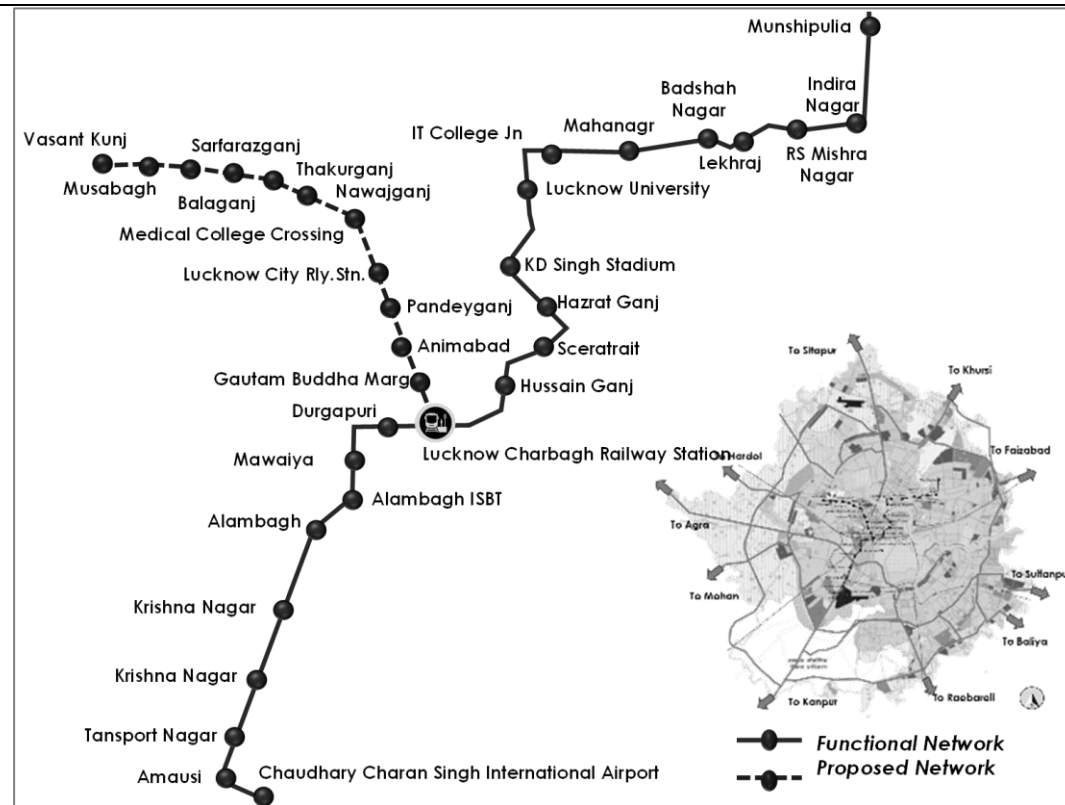 Munshipulia
Badshah
Nagar
Indira
Nagar
IT College Jn
Mahanagr
Lekhraj
RS Mishra
Nagar
Vasant Kunj
Sarfarazganj
Thakurganj
Nawajganj
Musabagh
Balaganj
Lucknow University
Medical College Crossing
Lucknow City Rly.Stn.
KD Singh Stadium
Pandeyganj
Hazrat Ganj
Animabad
Sceratrait
Gautam Buddha Marg
Hussain Ganj
Durgapuri
Lucknow Charbagh Railway Station
Mawaiya
Alambagh ISBT
Alambagh
Krishna Nagar
Krishna Nagar
Tansport Nagar
Amausi
Chaudhary Charan Singh International Airport
To Sitapur
To Khursi
To Faizabad
To Hardoi
To Agra
To Mohan
To Sultanpu
To Baliya
To Kanpur
To Raebareli
Functional Network
Proposed Network